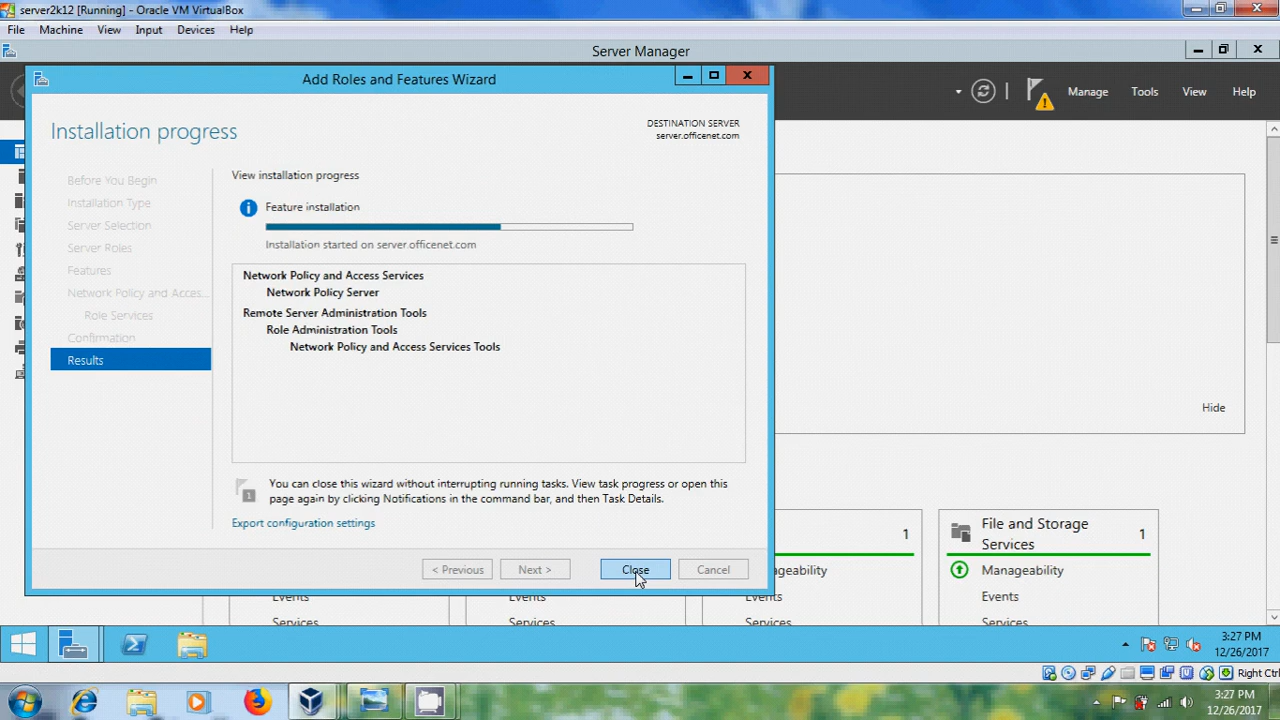 server2k12 [Running] - Oracle VM VirtualBox
File Machine View Input Devices Help
Server Manager
Add Roles and Features Wizard
Manage Tools View Help
Installation progress
DESTINATION SERVER
server.officenet.com
Before You Begin
Installation Type
Server Selection
Server Roles
Features
Network Policy and Acces...
Role Services
Confirmation
Results
View installation progress
Feature installation
Installation started on server.officenet.com
Network Policy and Access Services
Network Policy Server
Remote Server Administration Tools
Role Administration Tools
Network Policy and Access Services Tools
1
You can close this wizard without interrupting running tasks. View task progress or open this
page again by clicking Notifications in the command bar, and then Task Details.
Export configuration settings
< Previous Next > Close Cancel
Hide
1
File and Storage
Services
1
ageability
Manageability
Events Events Events Events
Services Services Services Services
3:27 PM
12/26/2017
Right Ctrl
3:27 PM
12/26/2017